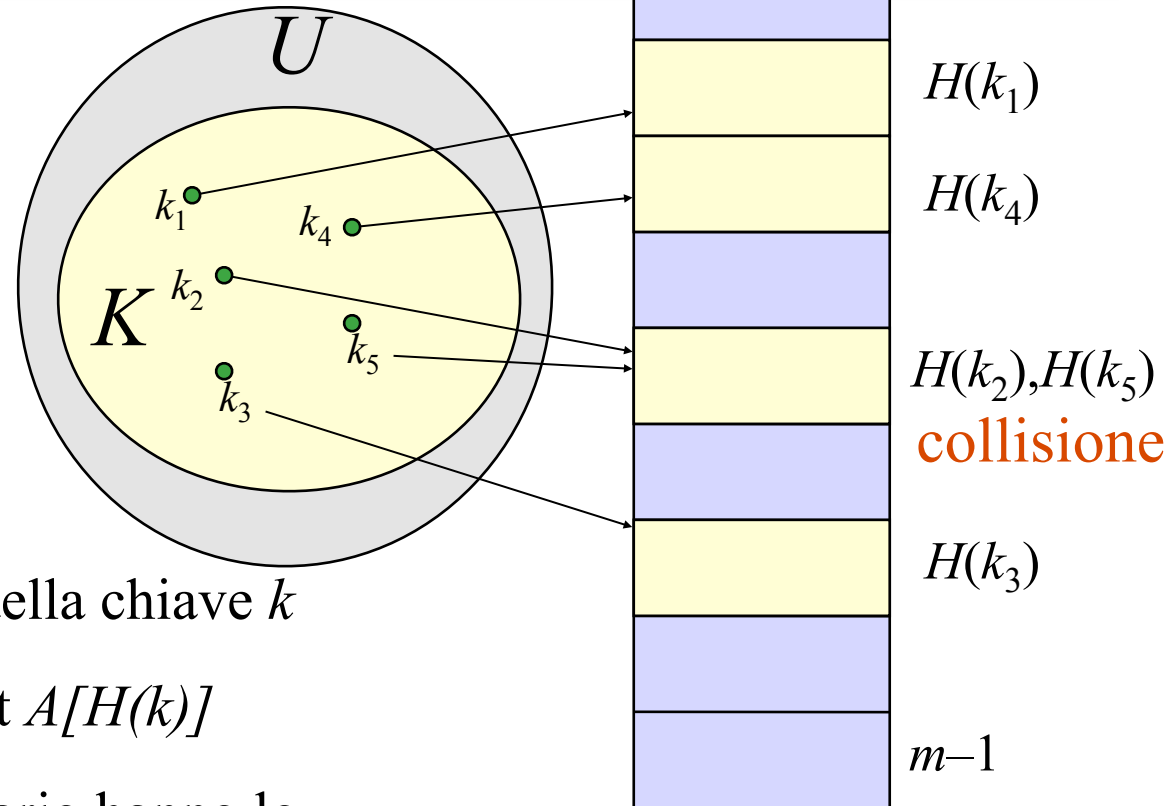 U
H(k₁)
k₁
k₄
H(k₄)
k₂
K
k₅
H(k₂),H(k₅)
k₃
collisione
H(k₃)
ella chiave k
t A[H(k)]
m–1